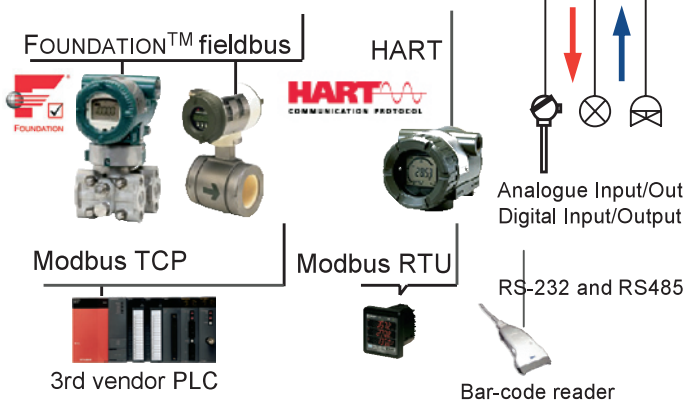 FOUNDATION™ fieldbus
HART
FOUNDATION
HART
COMMUNICATION PROTOCOL
Analogue Input/Out
Digital Input/Output
Modbus TCP
Modbus RTU
RS-232 and RS485
3rd vendor PLC
Bar-code reader